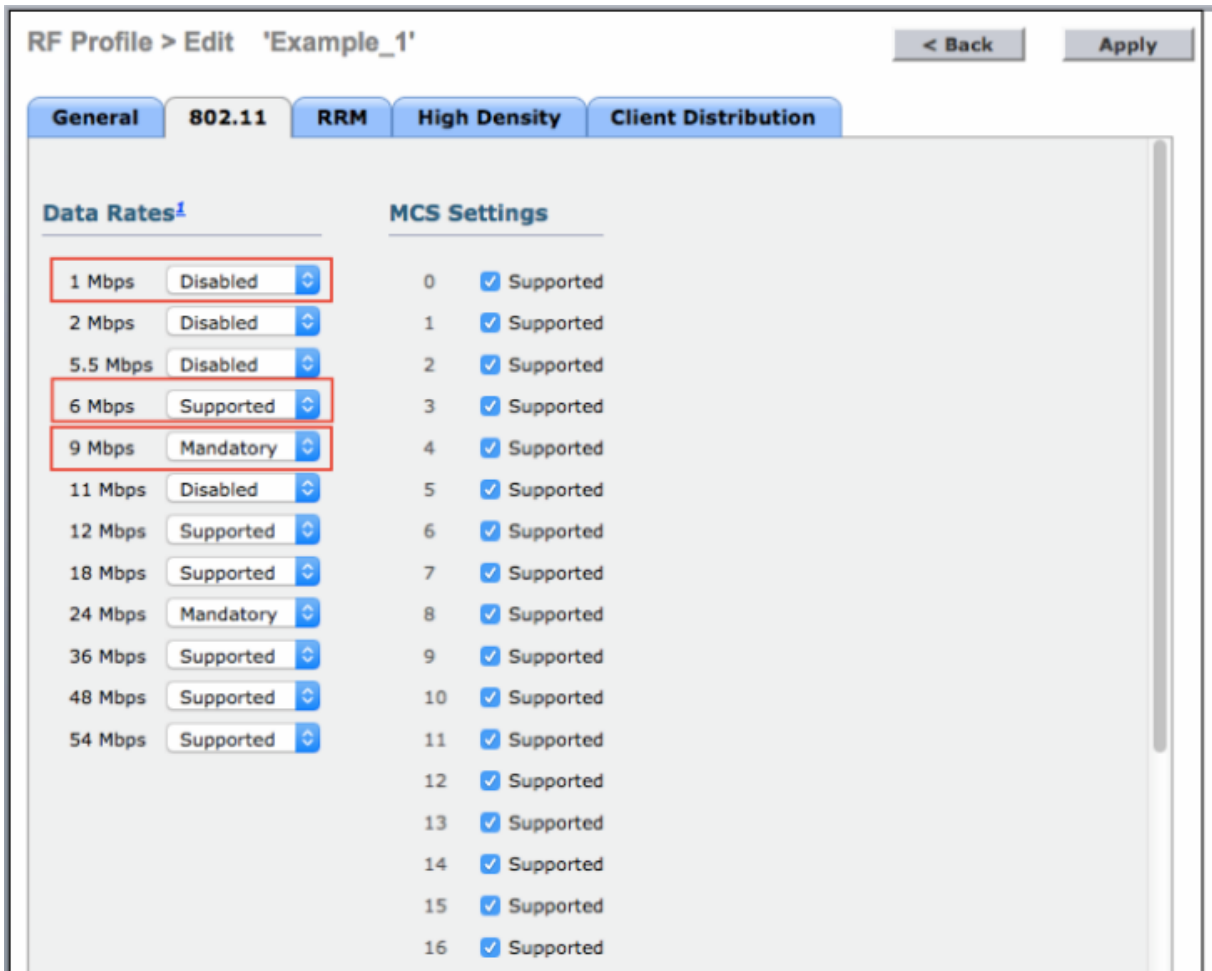 RF Profile > Edit 'Example_1'
< Back
Apply
General
802.11
RRM
High Density
Client Distribution
Data Rates1
MCS Settings
1 Mbps Disabled
2 Mbps Disabled
5.5 Mbps Disabled
6 Mbps Supported
9 Mbps Mandatory
11 Mbps Disabled
12 Mbps Supported
18 Mbps Supported
24 Mbps Mandatory
36 Mbps Supported
48 Mbps Supported
54 Mbps Supported
0 Supported
1 Supported
2 Supported
3 Supported
4 Supported
5 Supported
6 Supported
7 Supported
8 Supported
9 Supported
10 Supported
11 Supported
12 Supported
13 Supported
14 Supported
15 Supported
16 Supported